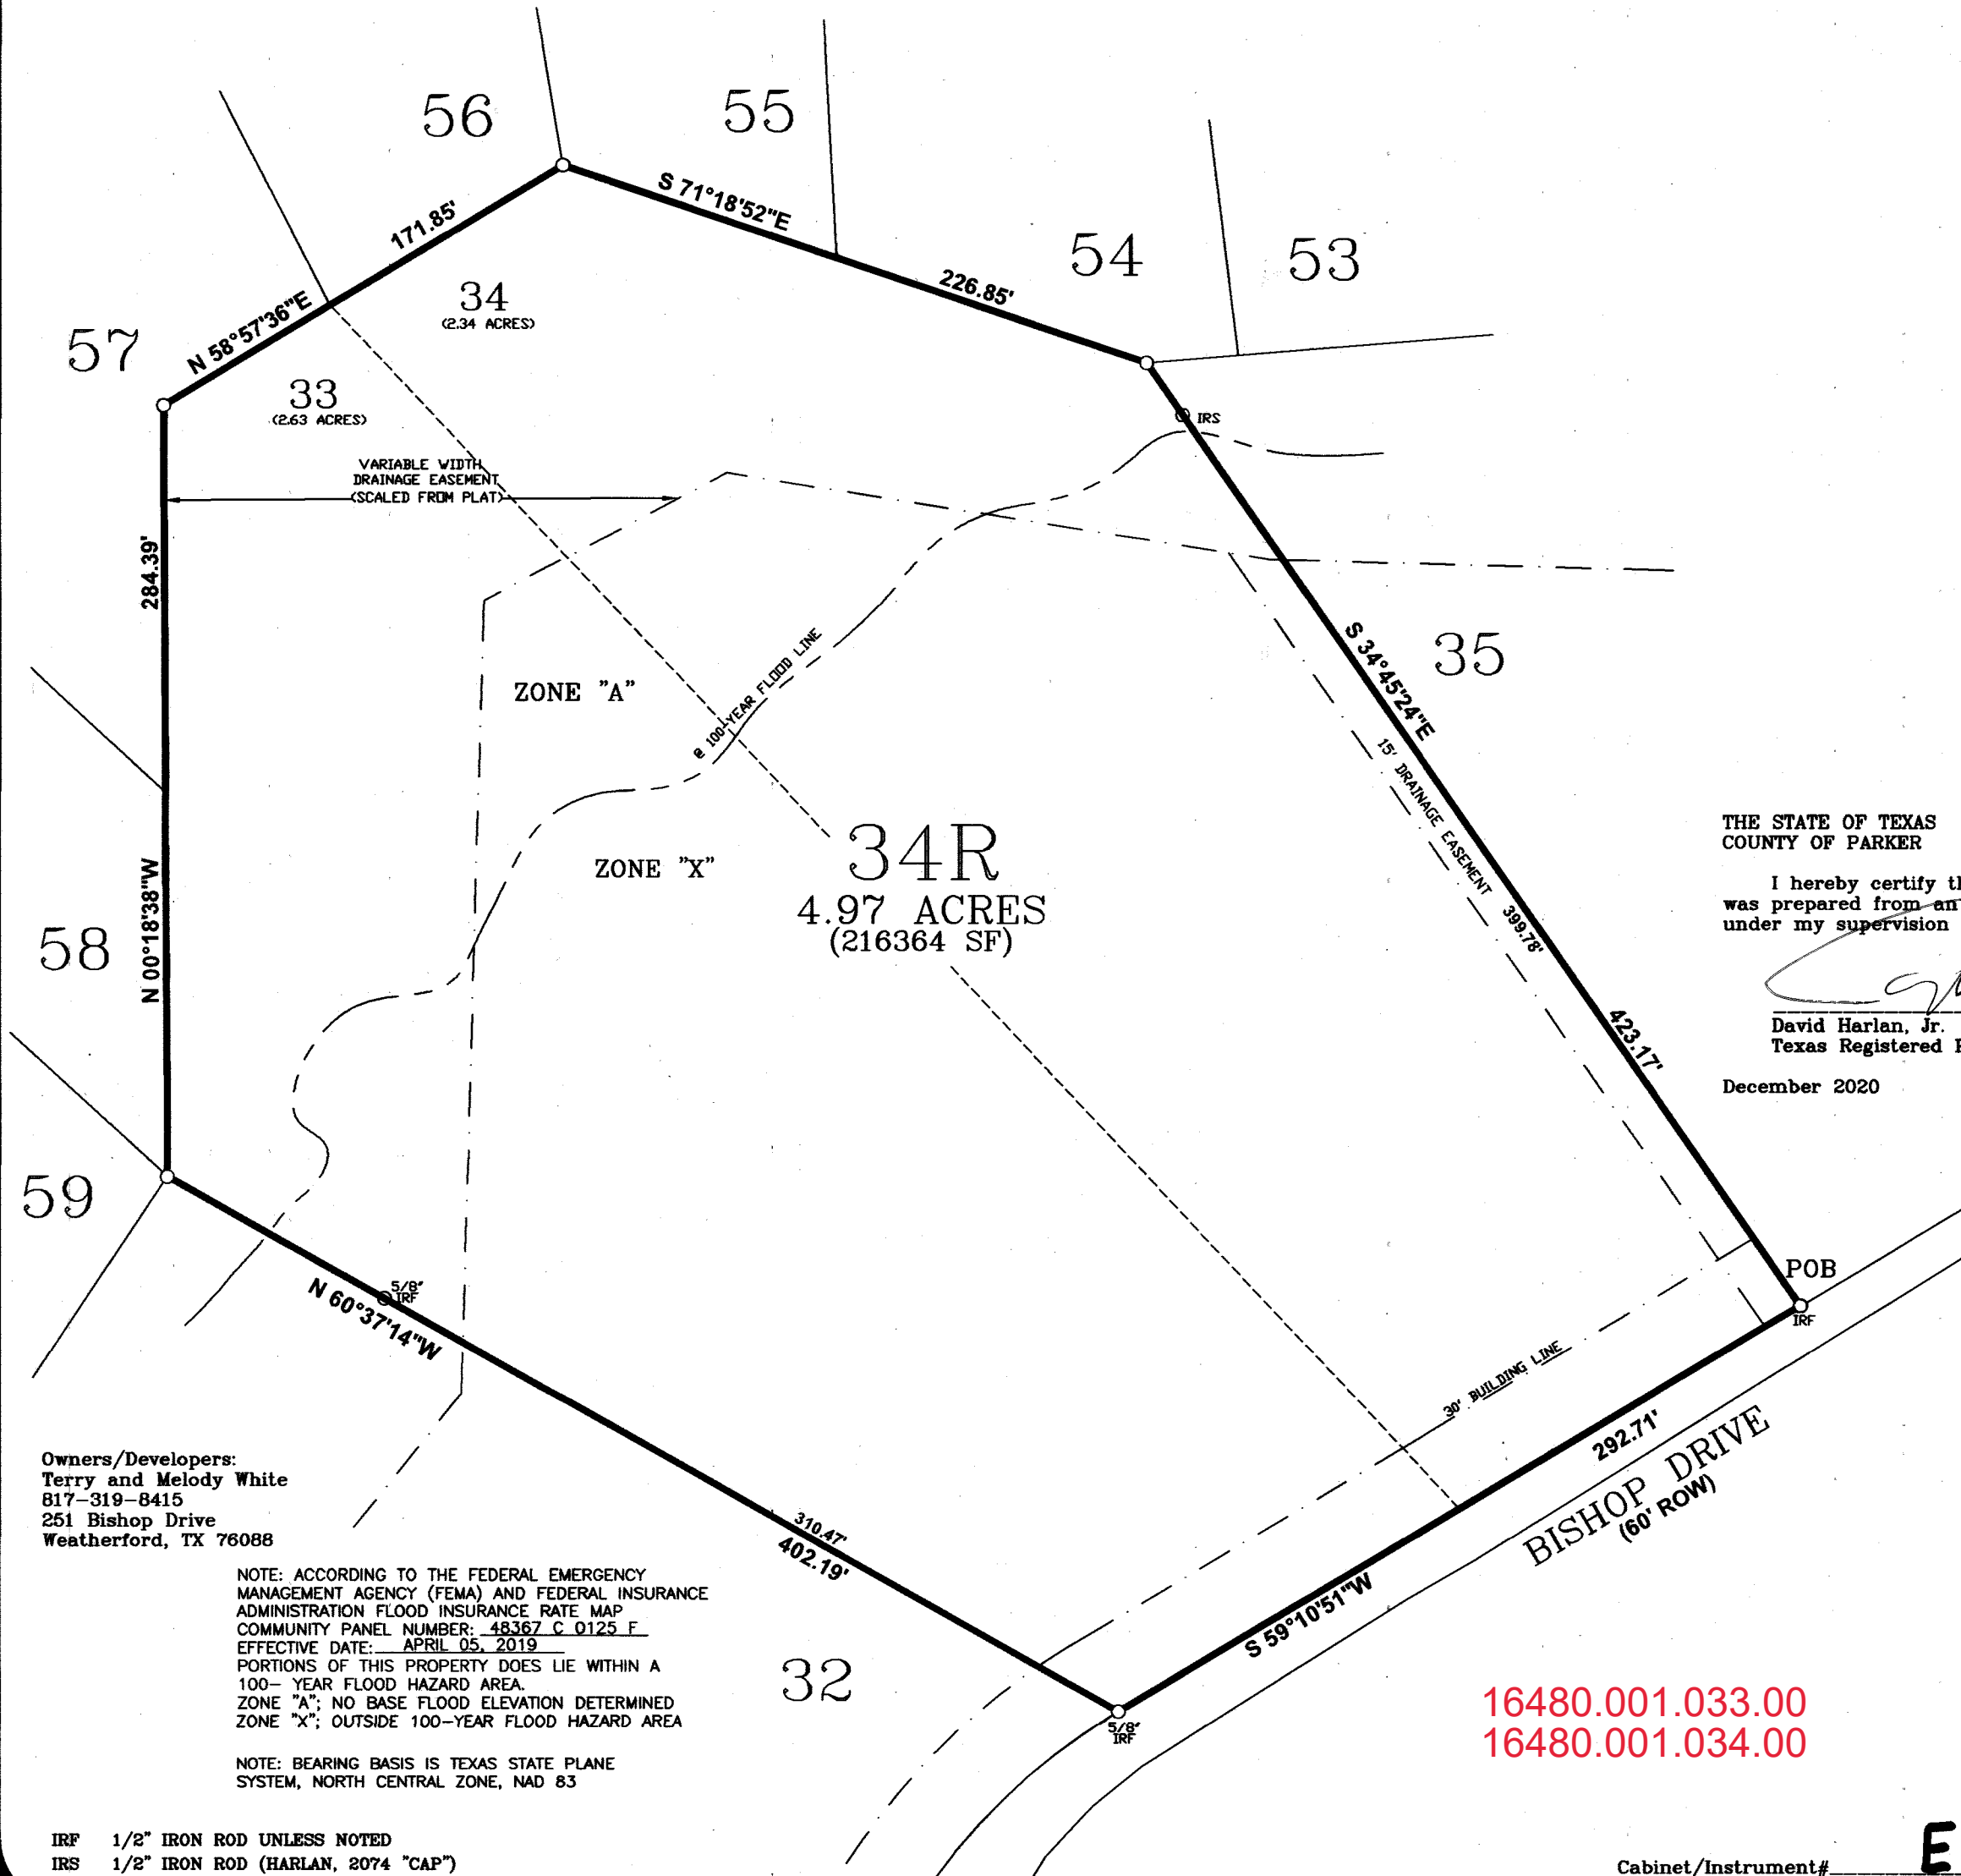 56
55
S 71°18'52"E
171.85'
54
53
226.85'
34
(2.34 ACRES)
57
N 58°57'36"E
33
(2.63 ACRES)
IRS
VARIABLE WIDTH
DRAINAGE EASEMENT
(SCALED FROM PLAT)
284.39'
35
S 34°45'24"E
ZONE "A"
@ 100-YEAR FLOOD LINE
15' DRAINAGE EASEMENT
399.78'
34R
4.97 ACRES
(216364 SF)
ZONE "X"
58
N 00°18'38"W
THE STATE OF TEXAS
COUNTY OF PARKER
I hereby certify
was prepared from an
under my supervision
David Harlan, Jr.
Texas Registered
December 2020
423.17'
59
POB
IRF
5/8"
IRF
N 60°37'14"W
30' BUILDING LINE
292.71'
BISHOP DRIVE
(60' ROW)
310.47'
402.19'
S 59°10'51"W
Owners/Developers:
Terry and Melody White
817-319-8415
251 Bishop Drive
Weatherford, TX 76088
NOTE: ACCORDING TO THE FEDERAL EMERGENCY
MANAGEMENT AGENCY (FEMA) AND FEDERAL INSURANCE
ADMINISTRATION FLOOD INSURANCE RATE MAP
COMMUNITY PANEL NUMBER: 48367 C 0125 F
EFFECTIVE DATE: APRIL 05, 2019
PORTIONS OF THIS PROPERTY DOES LIE WITHIN A
100- YEAR FLOOD HAZARD AREA.
ZONE "A"; NO BASE FLOOD ELEVATION DETERMINED
ZONE "X"; OUTSIDE 100-YEAR FLOOD HAZARD AREA
32
5/8"
IRF
16480.001.033.00
16480.001.034.00
NOTE: BEARING BASIS IS TEXAS STATE PLANE
SYSTEM, NORTH CENTRAL ZONE, NAD 83
IRF 1/2" IRON ROD UNLESS NOTED
IRS 1/2" IRON ROD (HARLAN, 2074 "CAP")
Cabinet/Instrument# E